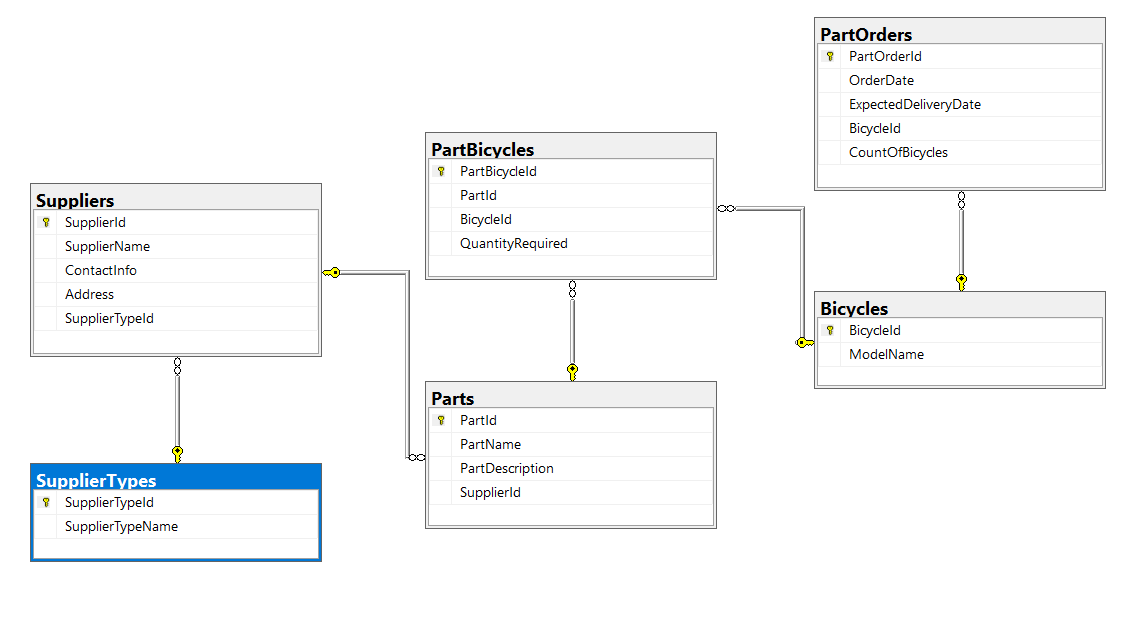 Suppliers
SupplierId
SupplierName
ContactInfo
Address
SupplierTypeId
SupplierTypes
SupplierTypeId
SupplierTypeName
PartBicycles
PartBicycleId
PartId
BicycleId
QuantityRequired
Parts
PartId
PartName
PartDescription
SupplierId
PartOrders
PartOrderId
OrderDate
ExpectedDeliveryDate
BicycleId
CountOfBicycles
Bicycles
BicycleId
ModelName